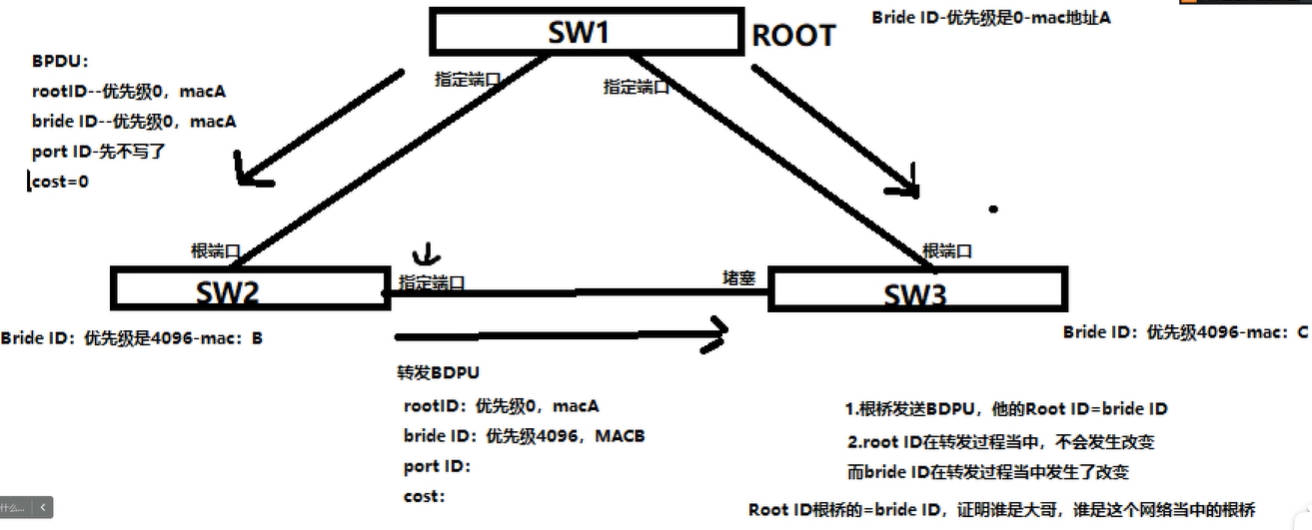 SW1
ROOT
Bride ID-优先级是0-mac地址A
BPDU:
rootID--优先级0，macA
bride ID--优先级0，macA
port ID-先不写了
cost=0
指定端口
指定端口
根端口
根端口
SW2
指定端口
堵塞
SW3
Bride ID：优先级是4096-mac：B
Bride ID：优先级4096-mac：C
转发BDPU
rootID：优先级0，macA
bride ID：优先级4096，MACB
port ID：
cost：
1.根桥发送BDPU，他的Root ID=bride ID
2.root ID在转发过程当中，不会发生改变
而bride ID在转发过程当中发生了改变
Root ID根桥的=bride ID，证明谁是大哥，谁是这个网络当中的根桥
什么...